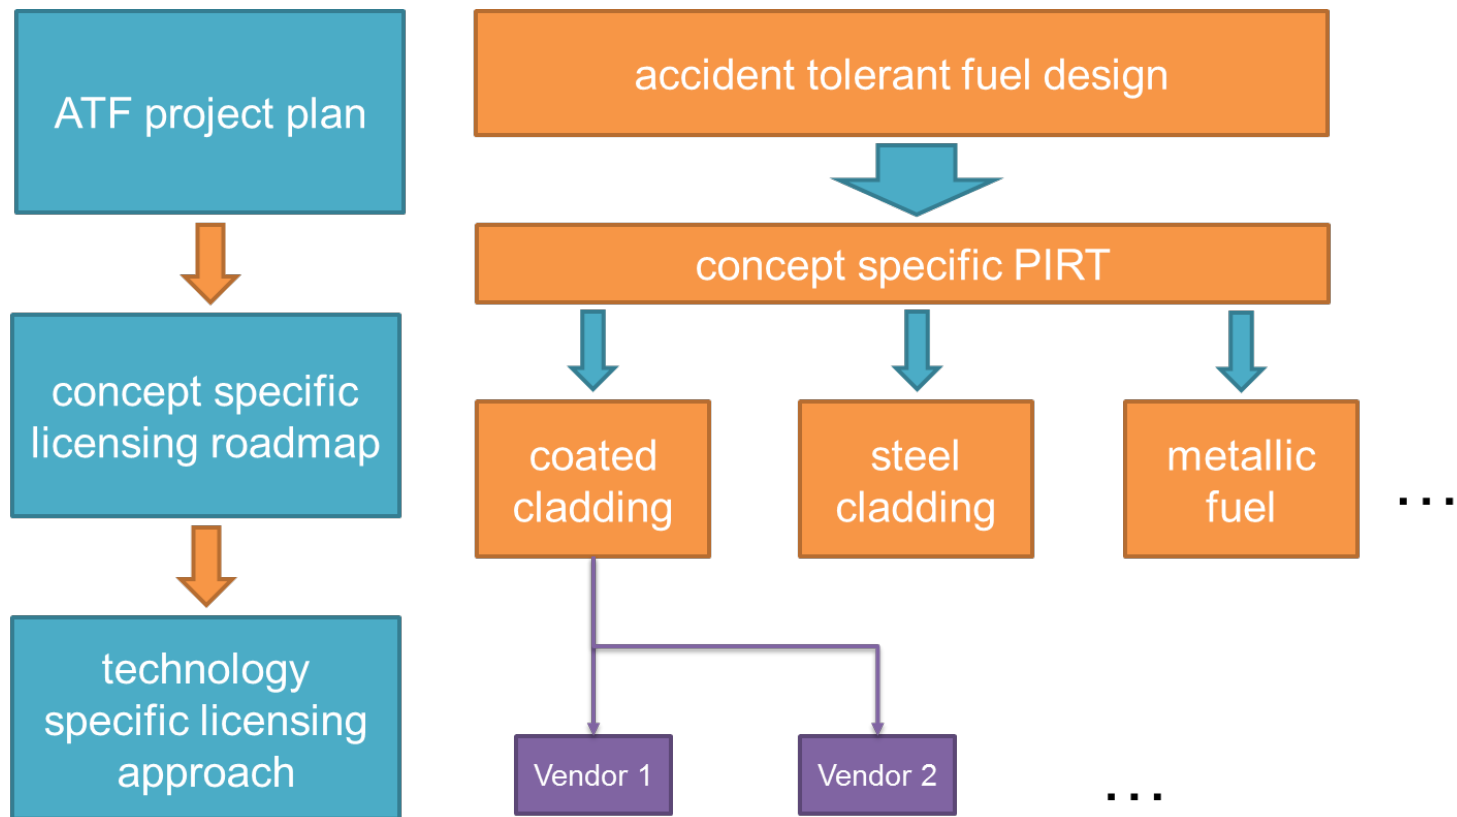 ATF project plan
concept specific
licensing roadmap
technology
specific licensing
approach
accident tolerant fuel design
concept specific PIRT
coated
cladding
steel
cladding
metallic
fuel
...
Vendor 1
Vendor 2
...